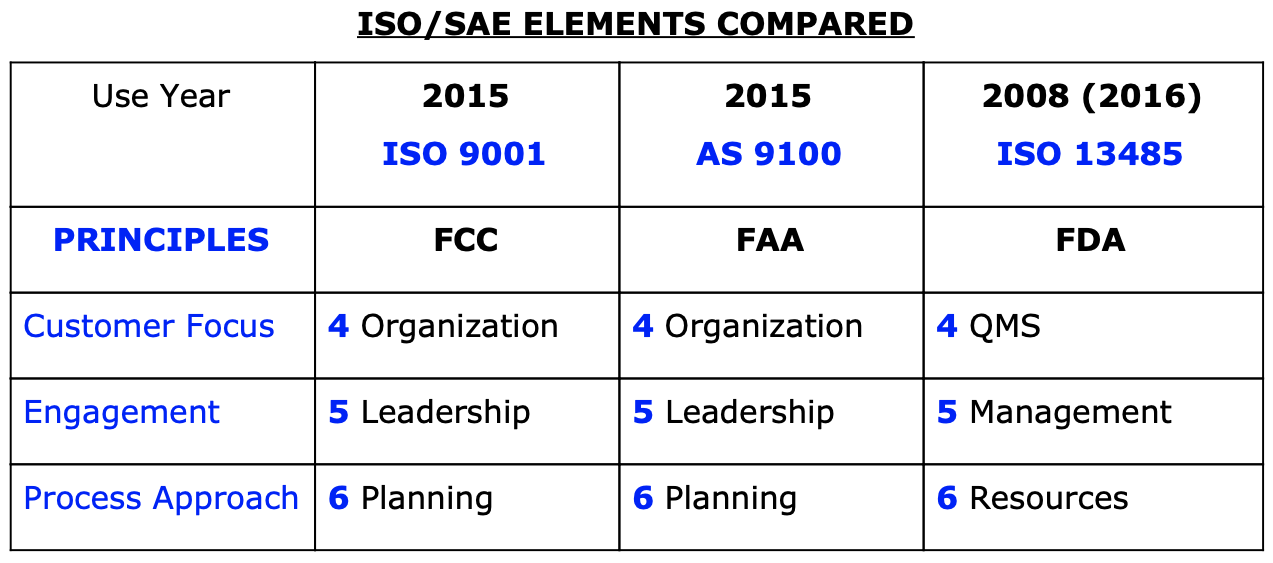 ISO/SAE ELEMENTS COMPARED
Use Year 2015 2015 2008 (2016)
ISO 9001 AS 9100 ISO 13485
PRINCIPLES FCC FAA FDA
Customer Focus 4 Organization 4 Organization 4 QMS
Engagement 5 Leadership 5 Leadership 5 Management
Process Approach 6 Planning 6 Planning 6 Resources